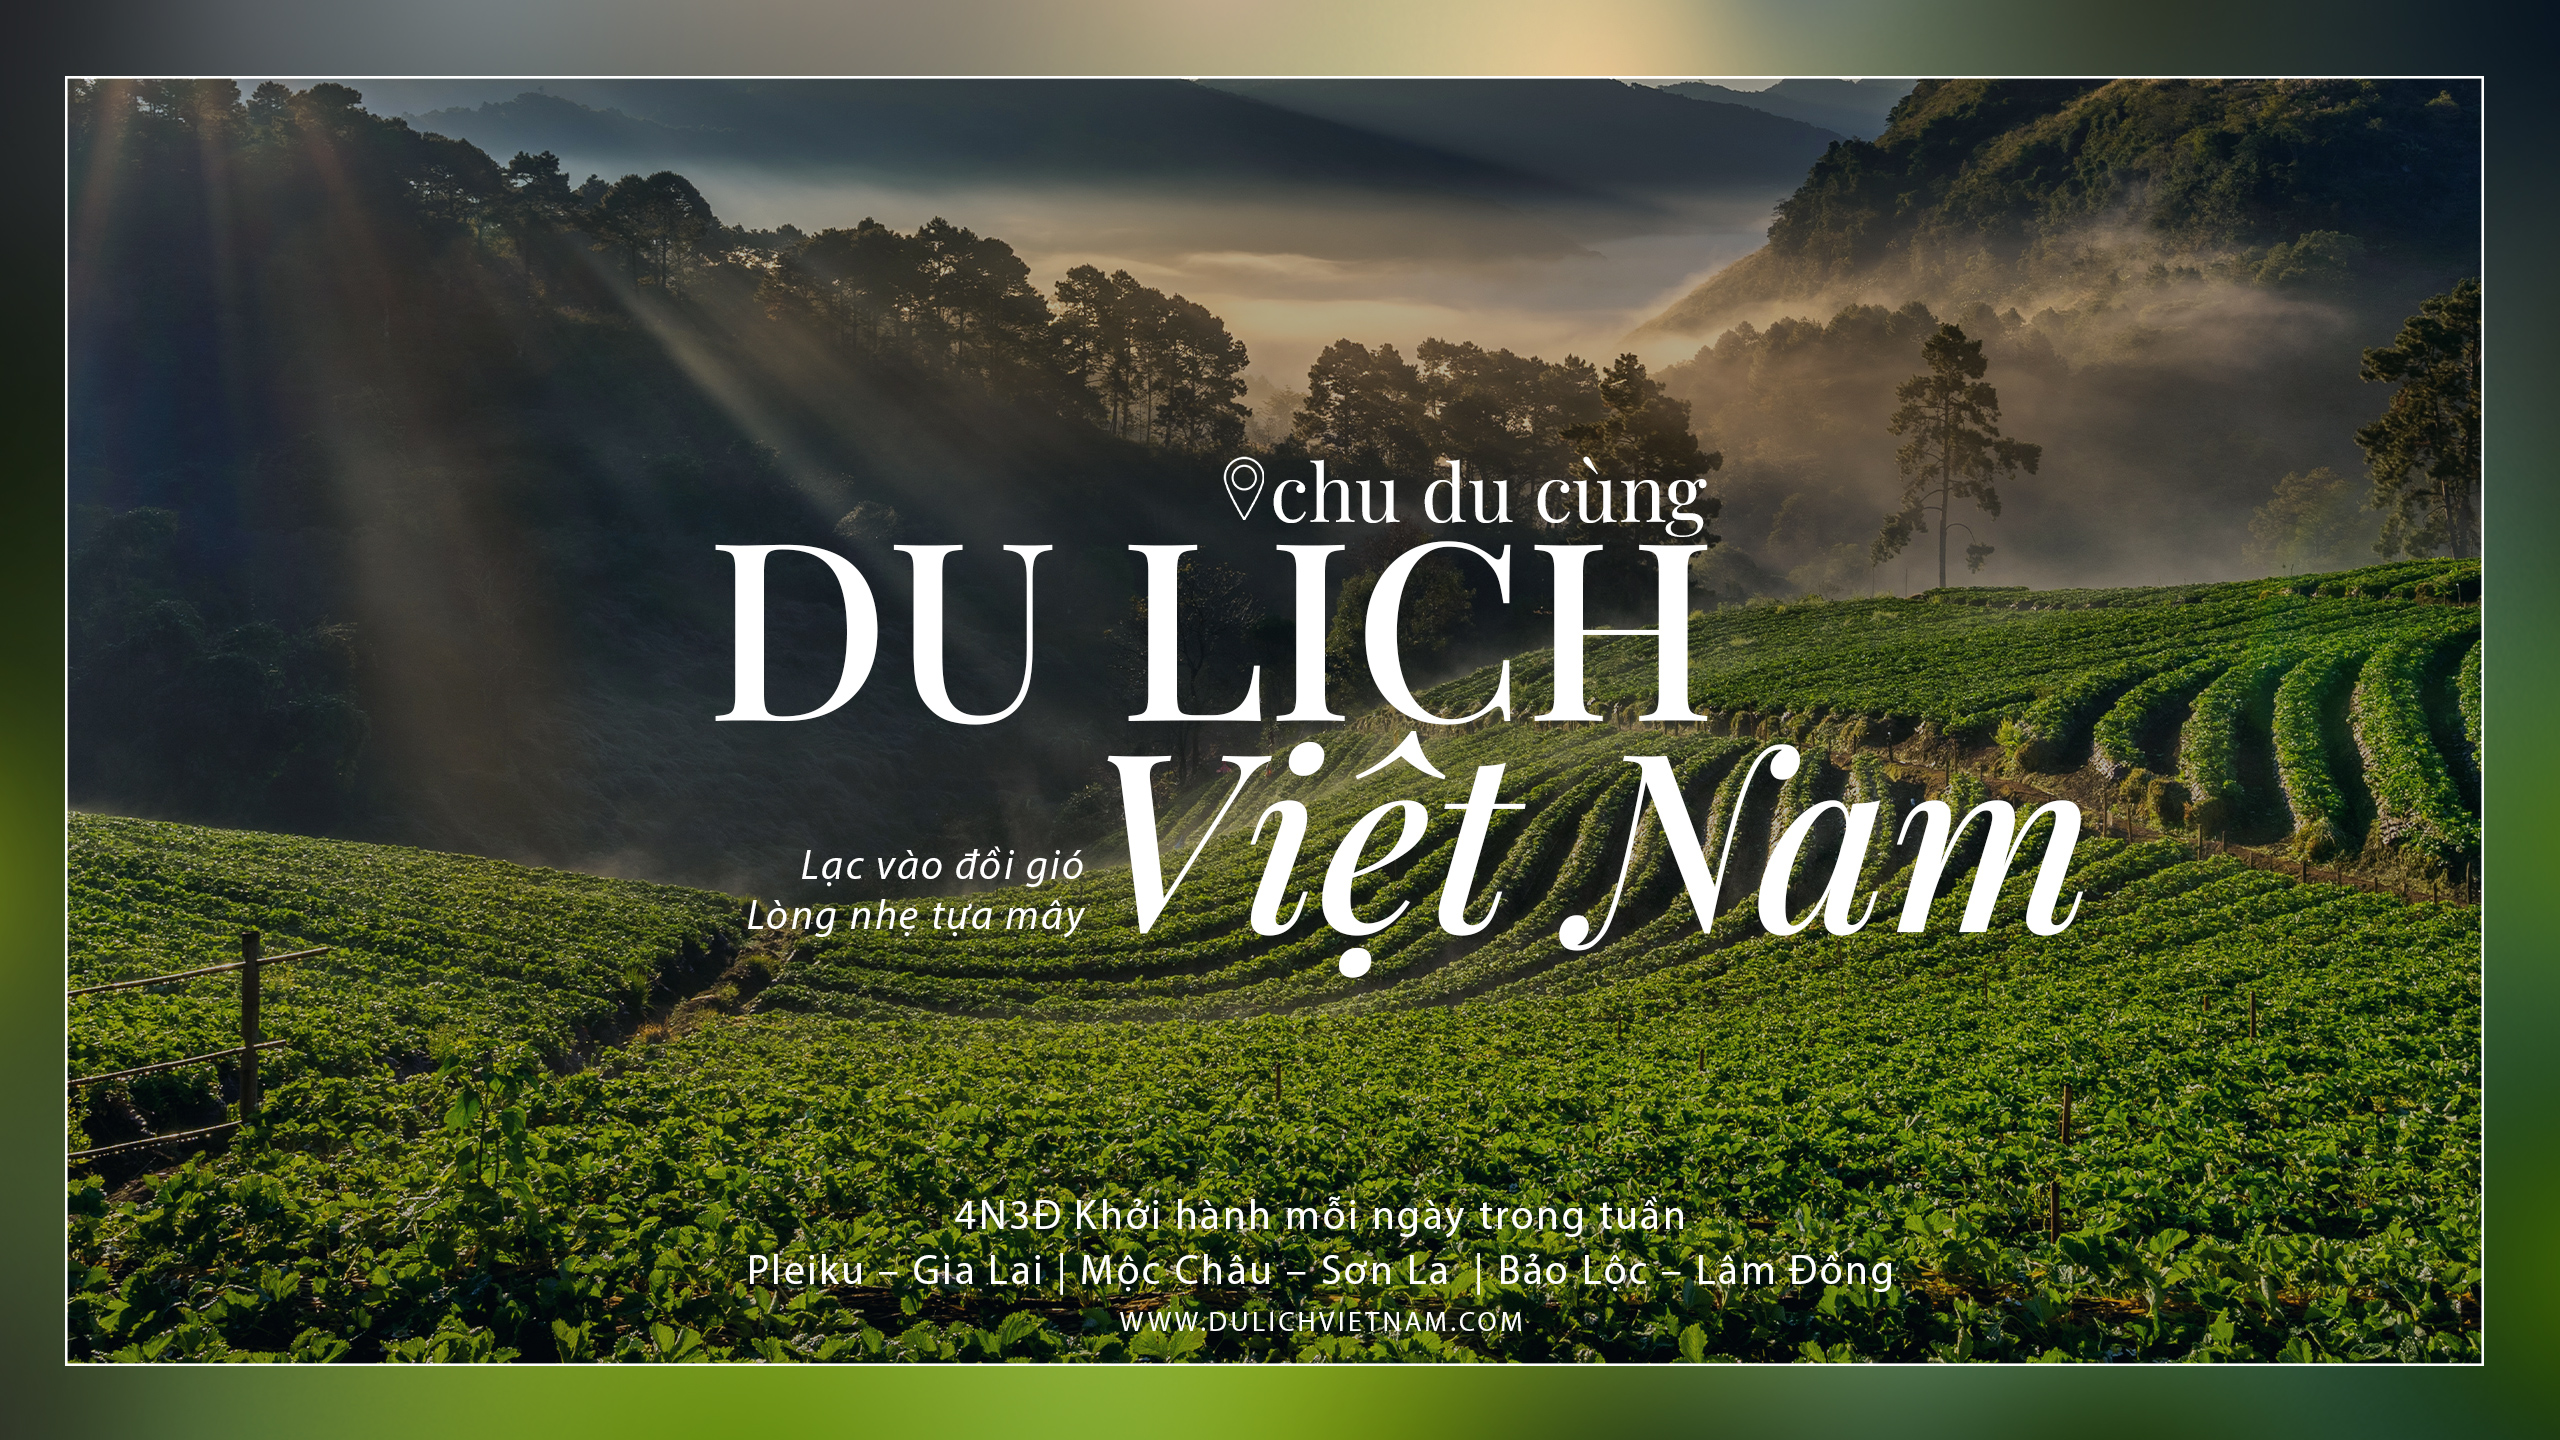 chu du cùng
DU LICH
Việt Nam
Lạc vào đồi gió
Lòng nhẹ tựa mây
4N3Đ Khởi hành mỗi ngày trong tuần
Pleiku – Gia Lai | Mộc Châu – Sơn La | Bảo Lộc – Lâm Đồng
WWW.DULICHVIETNAM.COM